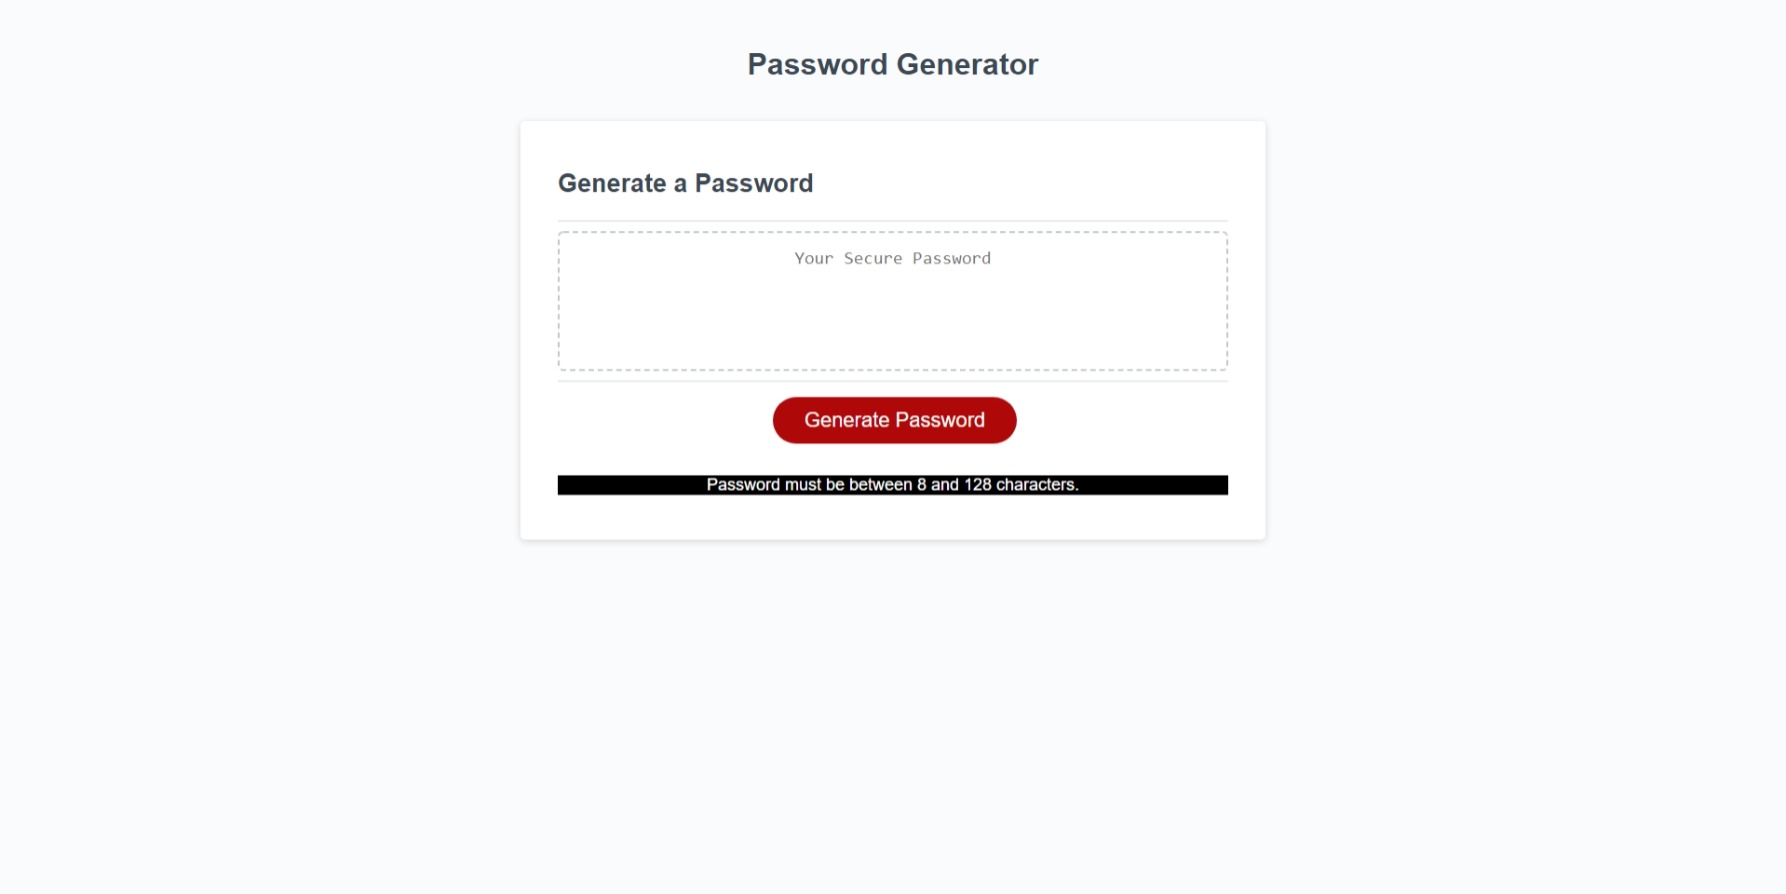 Password Generator
Generate a Password
Your Secure Password
Generate Password
Password must be between 8 and 128 characters.